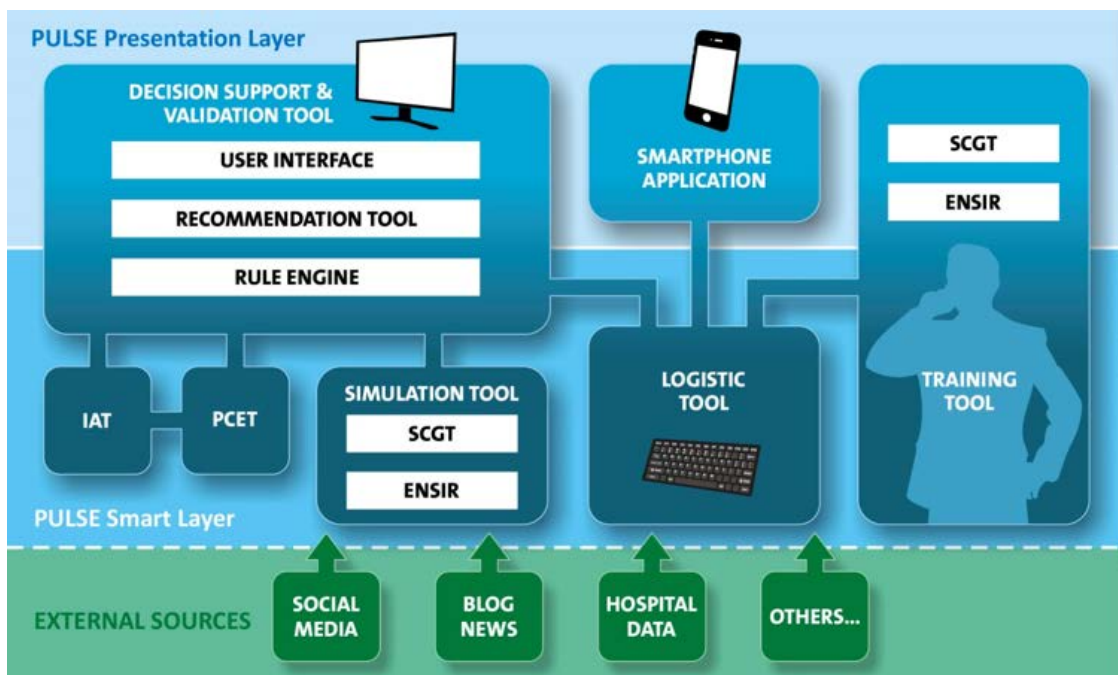 PULSE Presentation Layer
DECISION SUPPORT &
VALIDATION TOOL
USER INTERFACE
RECOMMENDATION TOOL
RULE ENGINE
SMARTPHONE
APPLICATION
SCGT
ENSIR
IAT
PCET
SIMULATION TOOL
SCGT
ENSIR
LOGISTIC
TOOL
TRAINING
TOOL
PULSE Smart Layer
EXTERNAL SOURCES
SOCIAL
MEDIA
BLOG
NEWS
HOSPITAL
DATA
OTHERS...